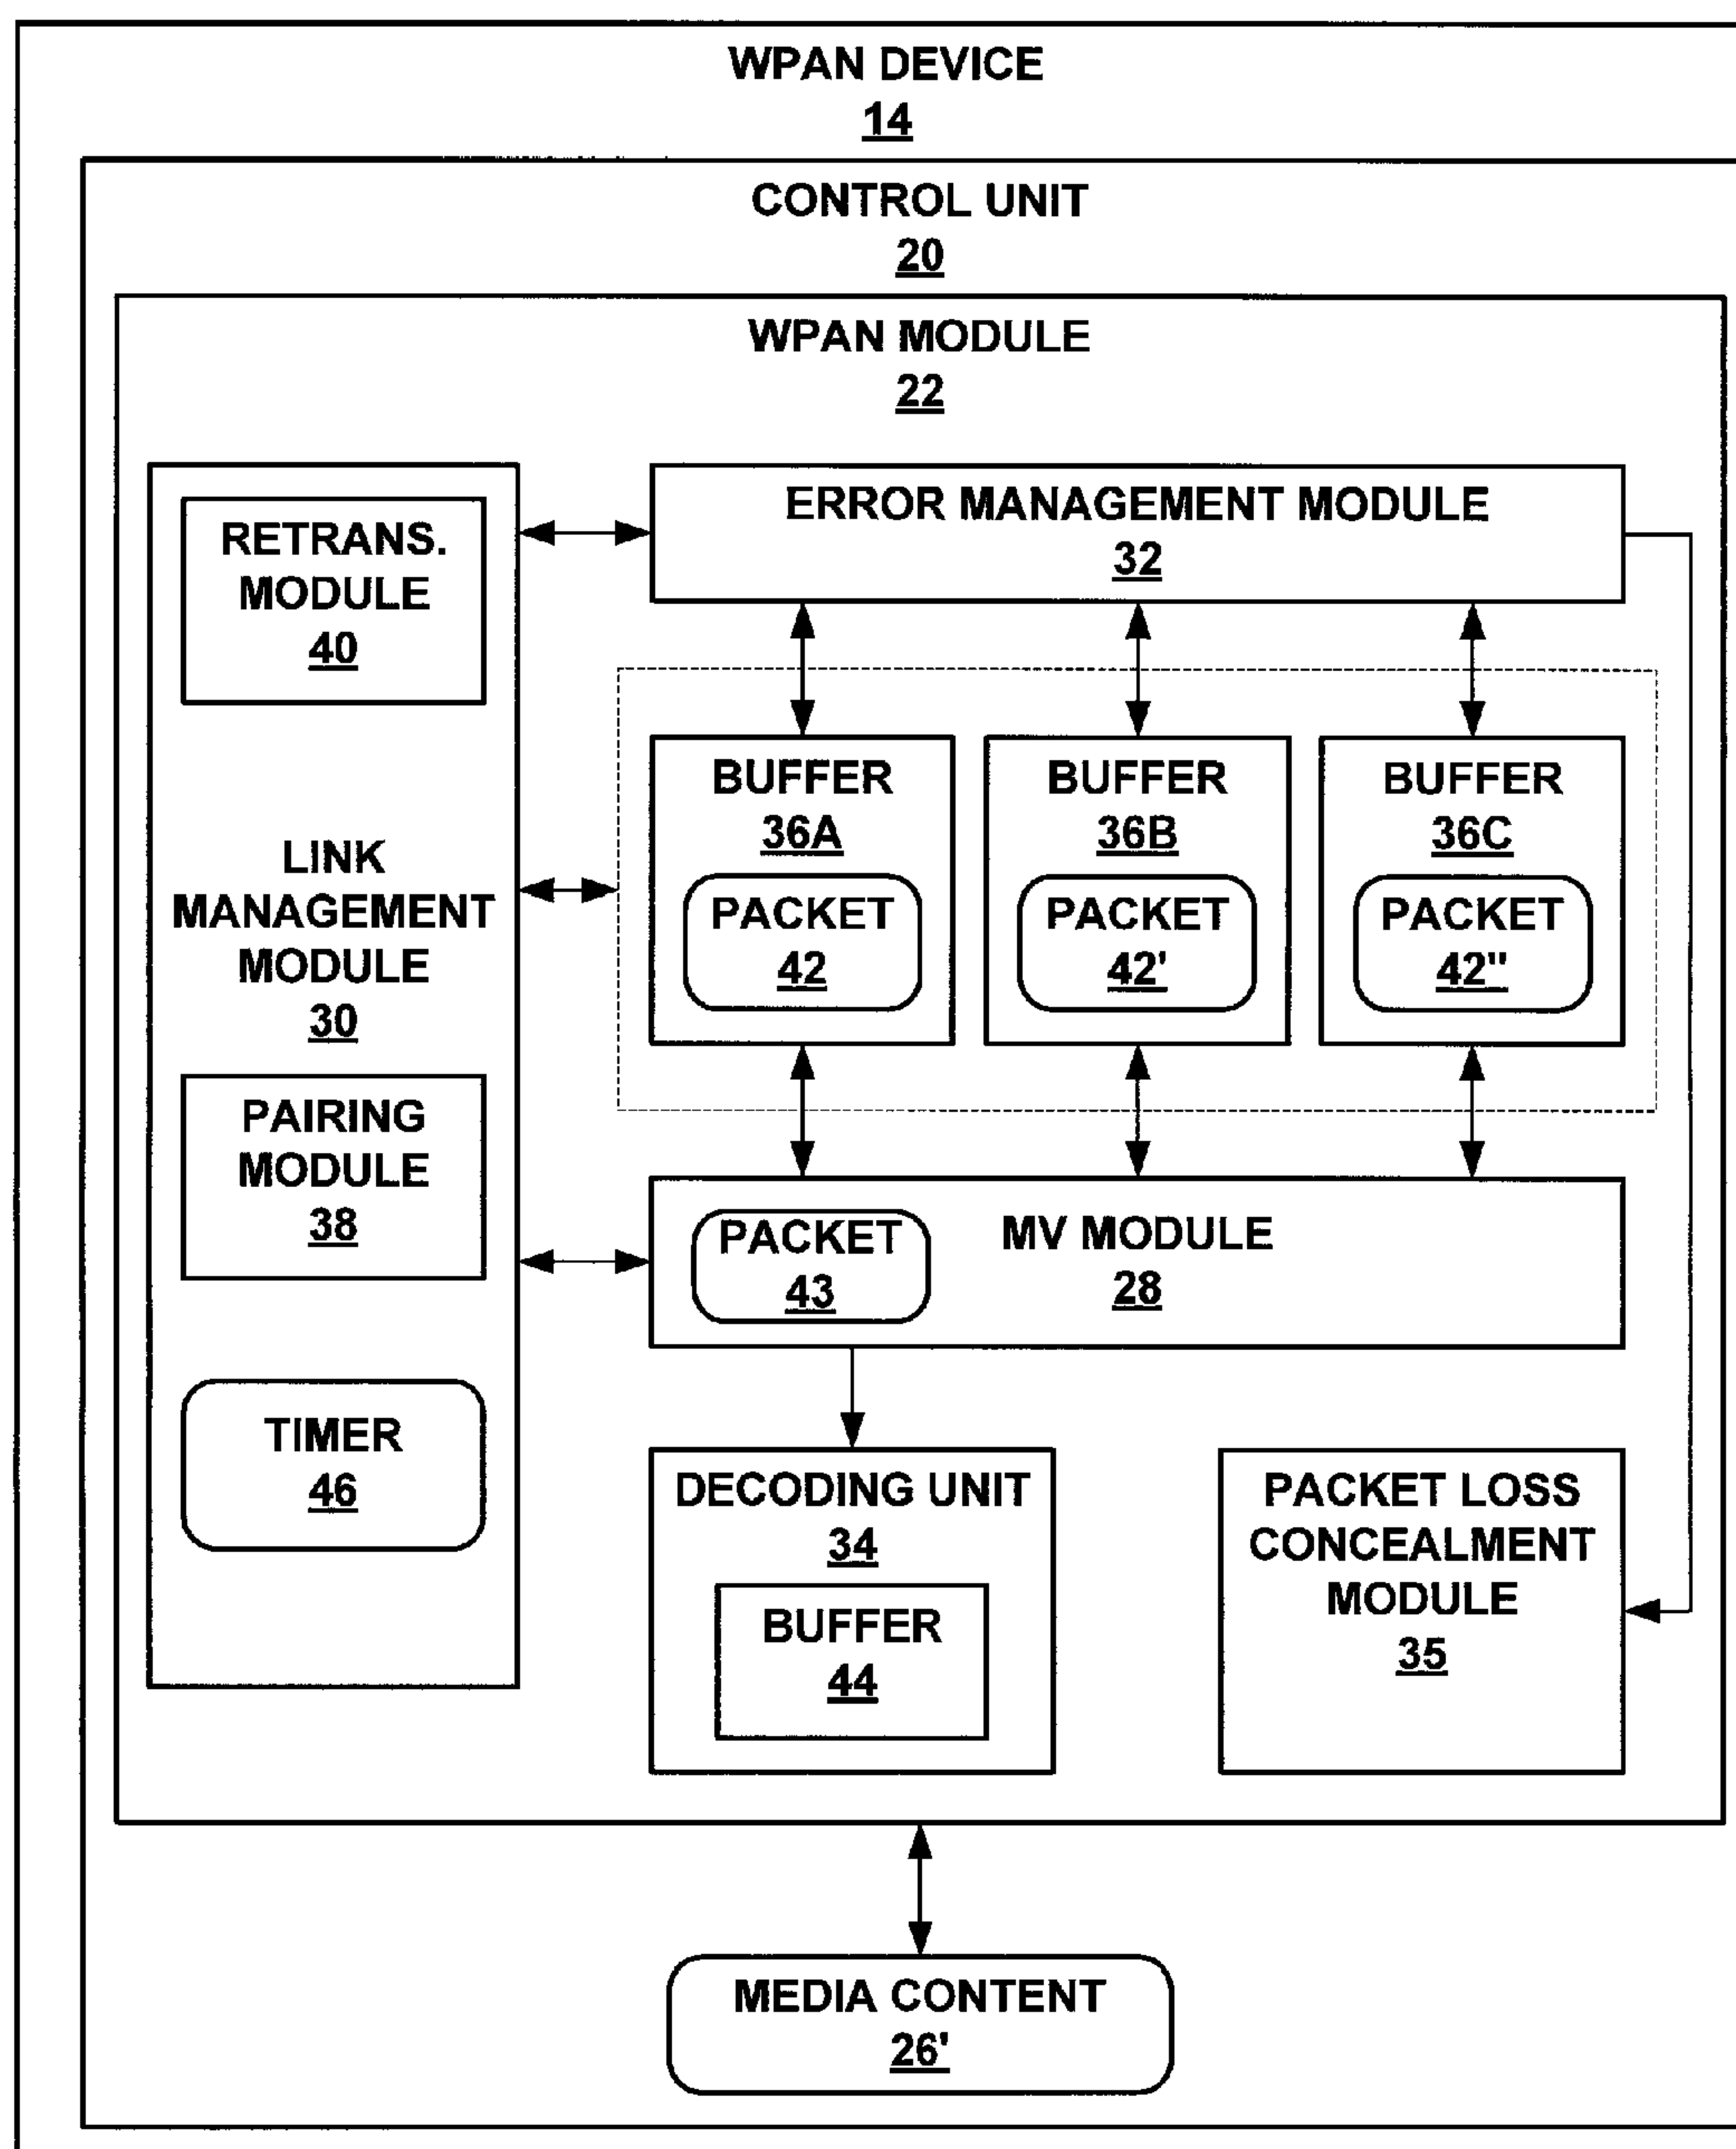 WPAN DEVICE
14
CONTROL UNIT
20
WPAN MODULE
22
RETRANS.
MODULE
40
LINK
MANAGEMENT
MODULE
30
PAIRING
MODULE
38
TIMER
46
ERROR MANAGEMENT MODULE
32
BUFFER
36A
PACKET
42
BUFFER
36B
PACKET
42'
BUFFER
36C
PACKET
42"
PACKET
43
MV MODULE
28
DECODING UNIT
34
BUFFER
44
PACKET LOSS
CONCEALMENT
MODULE
35
MEDIA CONTENT
26'